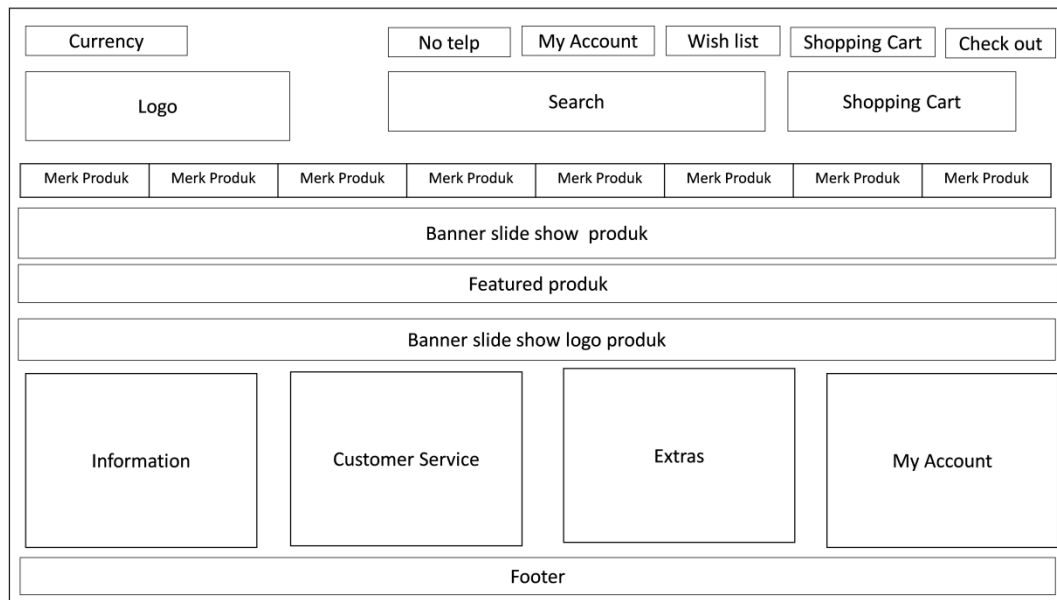 Currency
No telp
My Account
Wish list
Shopping Cart
Check out
Logo
Search
Shopping Cart
Merk Produk
Merk Produk
Merk Produk
Merk Produk
Merk Produk
Merk Produk
Merk Produk
Merk Produk
Banner slide show  produk
Featured produk
Banner slide show logo produk
Information
Customer Service
Extras
My Account
Footer